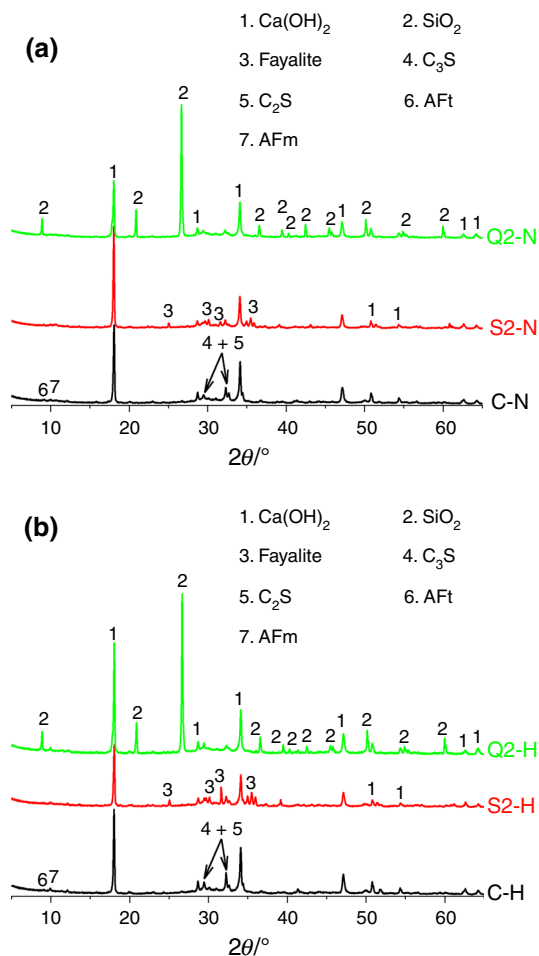 (a)
1. Ca(OH)₂ 2. SiO₂
3. Fayalite 4. C₃S
5. C₂S 6. AFt
7. AFm
2
1 1
2 2 1 2 2 2 2 2 1 2 2 2 1 1
Q2-N
3 3 3 3 1 1
S2-N
4 + 5
6 7
C-N
10 20 30 40 50 60
2θ/°
(b)
1. Ca(OH)₂ 2. SiO₂
3. Fayalite 4. C₃S
5. C₂S 6. AFt
7. AFm
2
1 1
2 2 1 2 2 2 2 2 1 2 2 2 1 1
Q2-H
3 3 3 3 1 1
S2-H
4 + 5
6 7
C-H
10 20 30 40 50 60
2θ/°